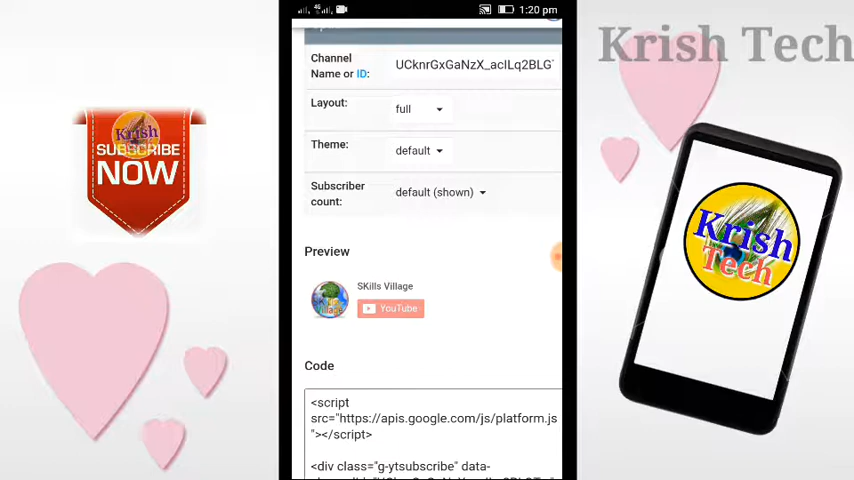 4G
1:20 pm
Krish Tech
Channel
Name or ID:
UCknrGxGaNzX_acILq2BLG
Layout:
full
Theme:
default
Subscriber
count:
default (shown)
Preview
SKills Village
YouTube
Code
<script
src="https://apis.google.com/js/platform.js
"></script>
<div class="g-ytsubscribe" data-
Krish
SUBSCRIBE
NOW
Krish
Tech